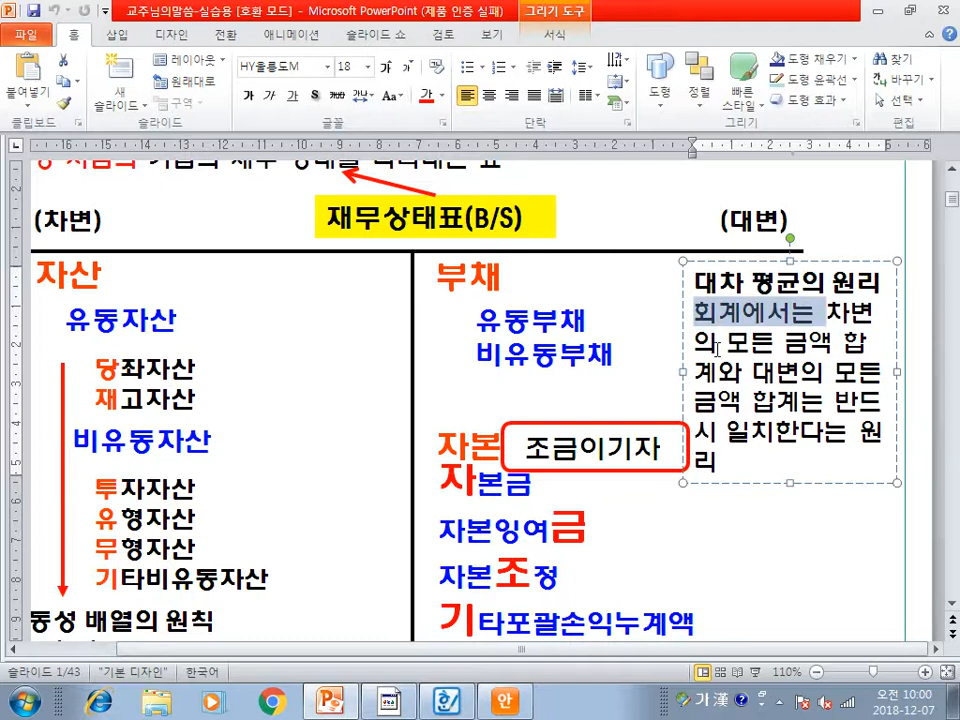 교주님의말씀-실습용 [호환 모드] - Microsoft PowerPoint (제품 인증 실패)
그리기 도구
파일 홈 삽입 디자인 전환 애니메이션 슬라이드 쇼 검토 보기 서식
붙여넣기
새 슬라이드
레이아웃
원래대로
구역
HY울릉도M 18
도형
정렬
빠른 스타일
도형 채우기
도형 윤곽선
도형 효과
찾기
바꾸기
선택
클립보드 슬라이드 글꼴 단락 그리기 편집
재무상태표(B/S)
(차변)
(대변)
자산
유동자산
당좌자산
재고자산
비유동자산
투자자산
유형자산
무형자산
기타비유동자산
동성 배열의 원칙
부채
유동부채
비유동부채
자본
조금이기자
자본금
자본잉여금
자본조정
기타포괄손익누계액
대차 평균의 원리
회계에서는 차변
의 모든 금액 합
계와 대변의 모든
금액 합계는 반드
시 일치한다는 원
리
슬라이드 1/43 "기본 디자인" 한국어 110%
오전 10:00
2018-12-07